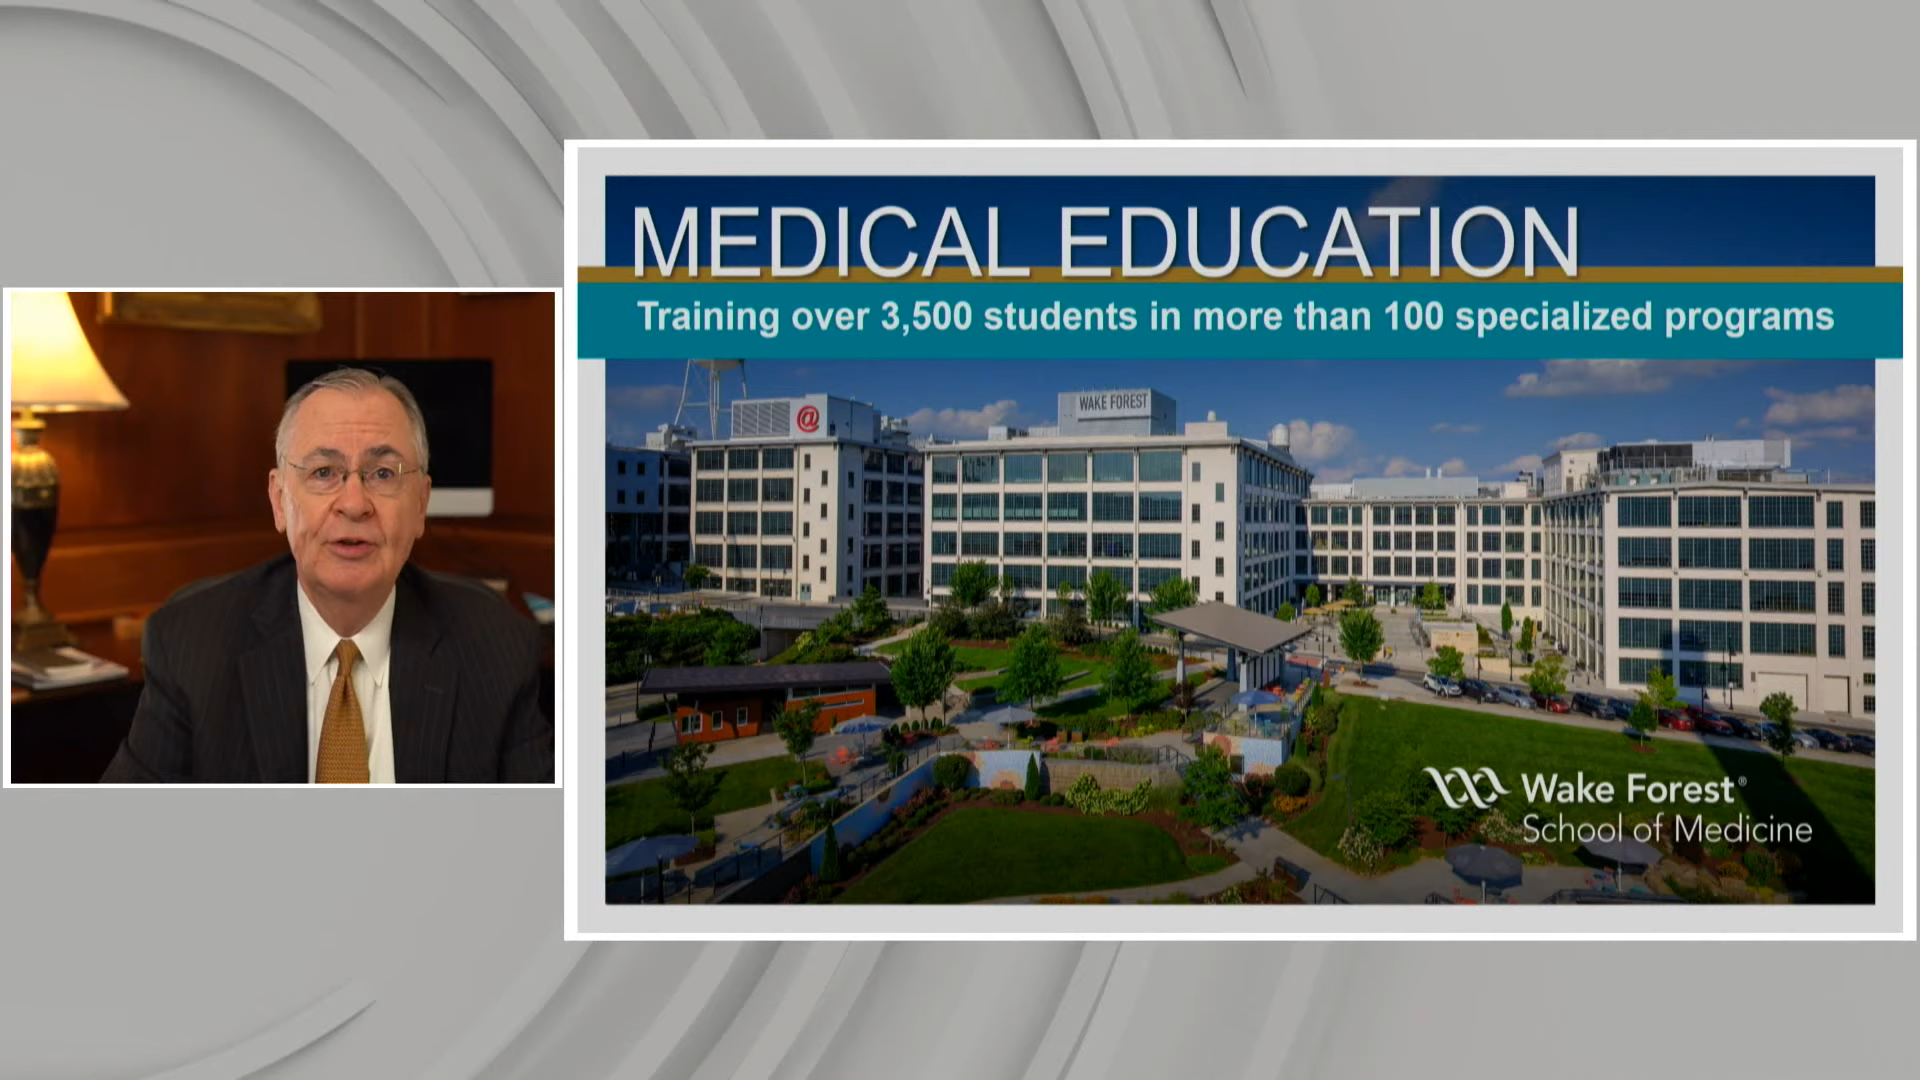 MEDICAL EDUCATION
Training over 3,500 students in more than 100 specialized programs
@
WAKE FOREST
Wake Forest®
School of Medicine